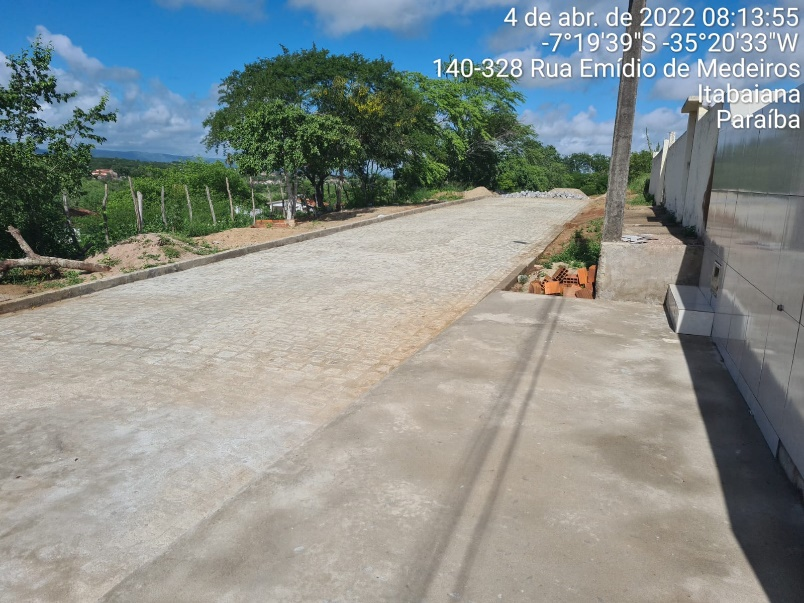 4 de abr. de 2022 08:13:55
-7°19'39"S -35°20'33"W
140-328 Rua Emídio de Medeiros
Itabaiana
Paraíba